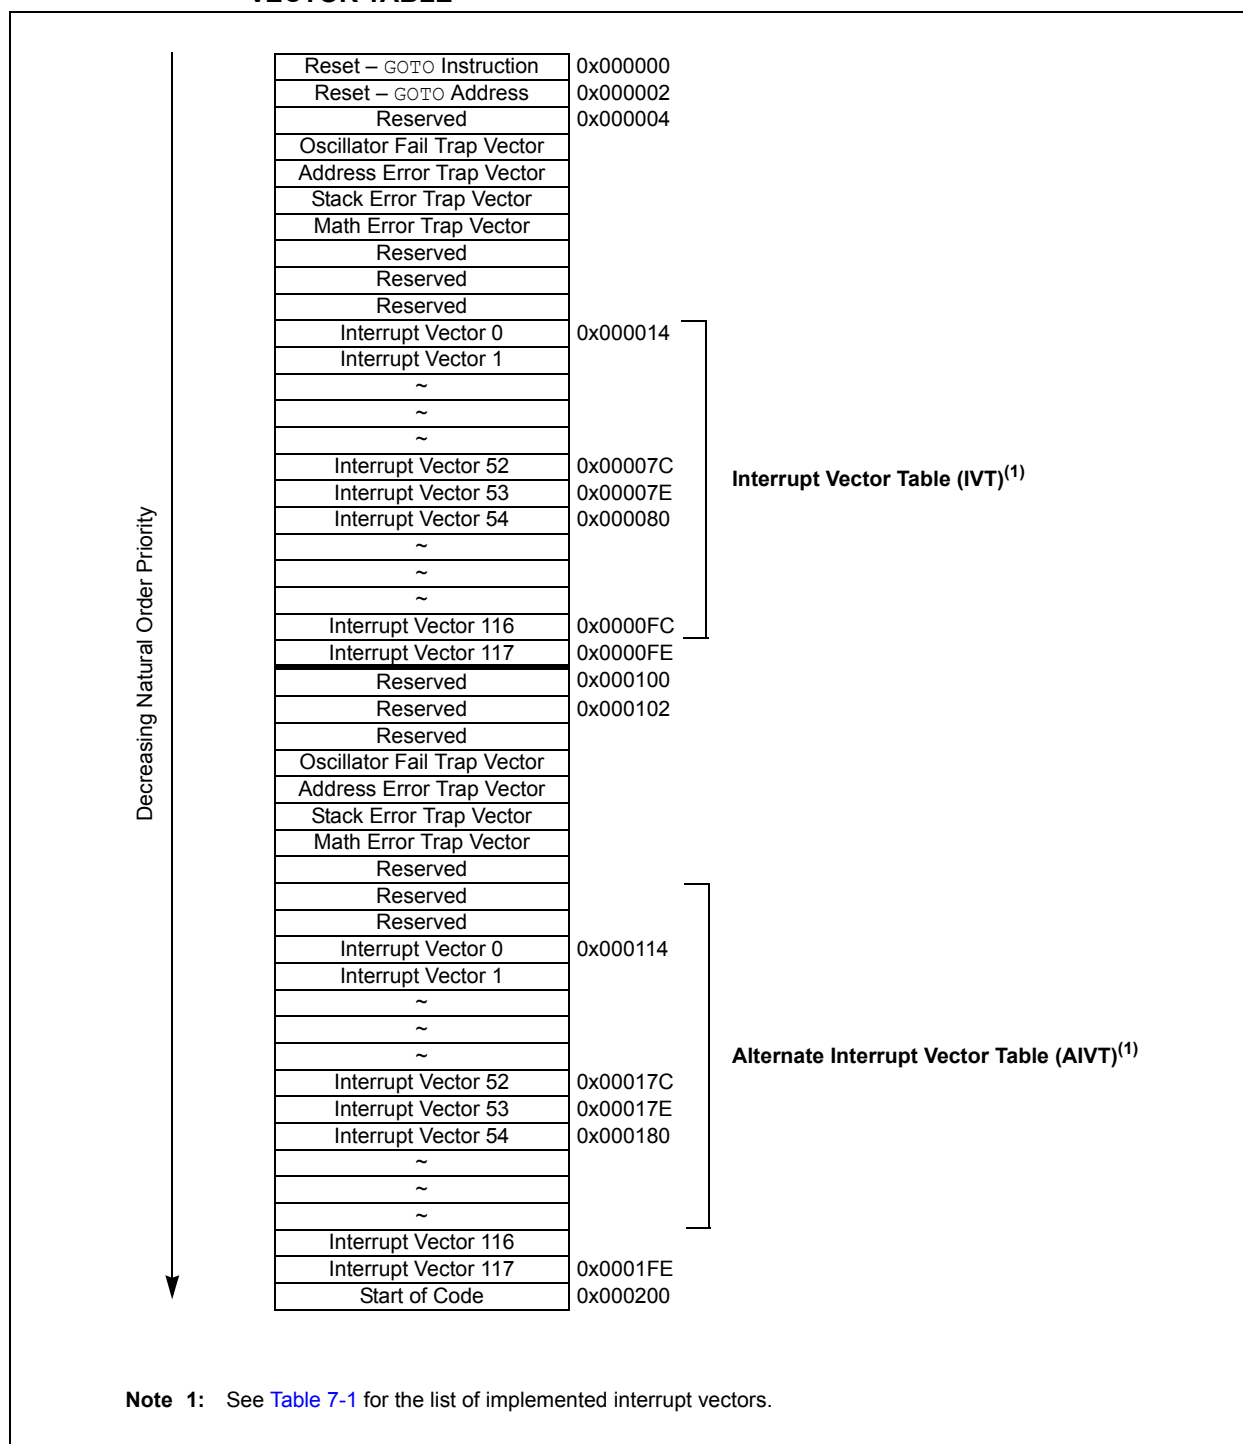 Reset – GOTO Instruction 0x000000
Reset – GOTO Address 0x000002
Reserved 0x000004
Oscillator Fail Trap Vector
Address Error Trap Vector
Stack Error Trap Vector
Math Error Trap Vector
Reserved
Reserved
Reserved
Interrupt Vector 0 0x000014
Interrupt Vector 1
~
~
~
Interrupt Vector 52 0x00007C
Interrupt Vector 53 0x00007E
Interrupt Vector 54 0x000080
~
~
~
Interrupt Vector 116 0x0000FC
Interrupt Vector 117 0x0000FE
Reserved 0x000100
Reserved 0x000102
Reserved
Oscillator Fail Trap Vector
Address Error Trap Vector
Stack Error Trap Vector
Math Error Trap Vector
Reserved
Reserved
Reserved
Interrupt Vector 0 0x000114
Interrupt Vector 1
~
~
~
Interrupt Vector 52 0x00017C
Interrupt Vector 53 0x00017E
Interrupt Vector 54 0x000180
~
~
~
Interrupt Vector 116
Interrupt Vector 117 0x0001FE
Start of Code 0x000200
Decreasing Natural Order Priority
Interrupt Vector Table (IVT)(1)
Alternate Interrupt Vector Table (AIVT)(1)
Note 1: See Table 7-1 for the list of implemented interrupt vectors.